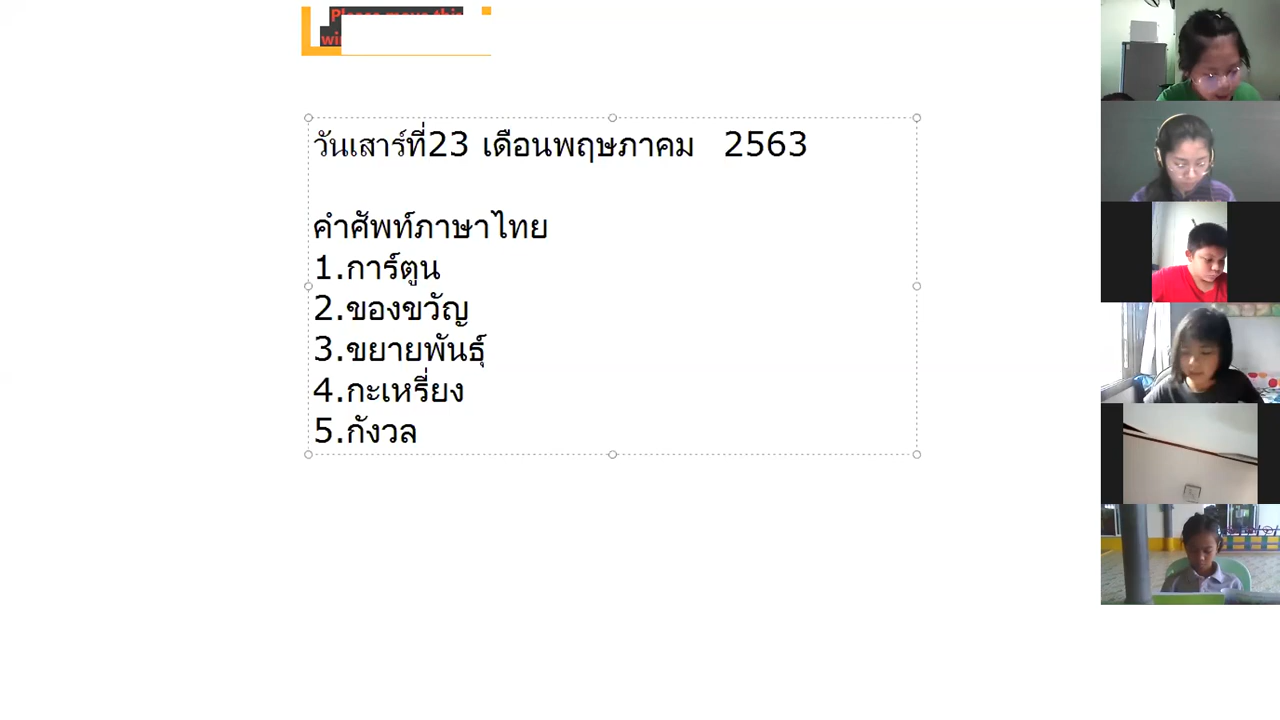 Please move this
วันเสาร์ที่23 เดือนพฤษภาคม 2563
คำศัพท์ภาษาไทย
1.การ์ตูน
2.ของขวัญ
3.ขยายพันธุ์
4.กะเหรี่ยง
5.กังวล